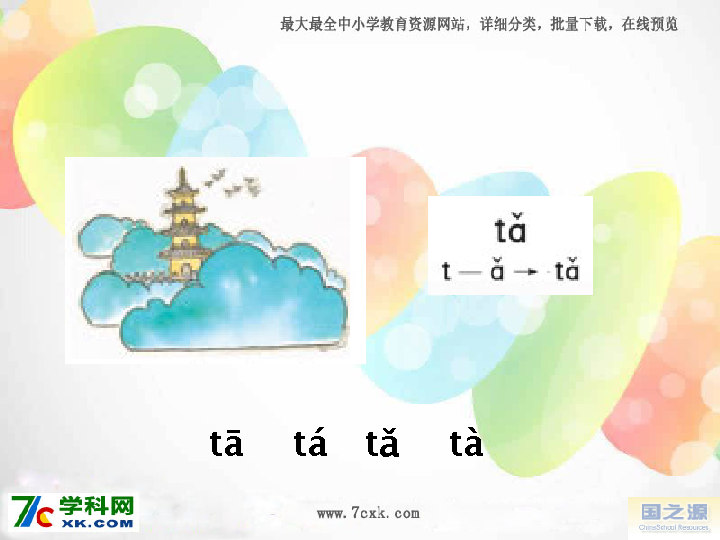 最大最全中小学教育资源网站，详细分类，批量下载，在线预览
tǎ
t — ǎ → tǎ
tā tá tǎ tà
7c 学科网
XK.COM
www.7cxk.com
国之源
ChinaSchool Resources